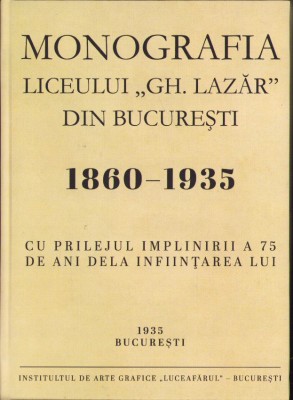 MONOGRAFIA
LICEULUI „GH. LAZĂR”
DIN BUCUREŞTI
1860–1935
CU PRILEJUL IMPLINIRII A 75
DE ANI DELA INFIINŢAREA LUI
1935
BUCUREŞTI
INSTITULTUL DE ARTE GRAFICE „LUCEAFĂRUL” – BUCUREŞTI